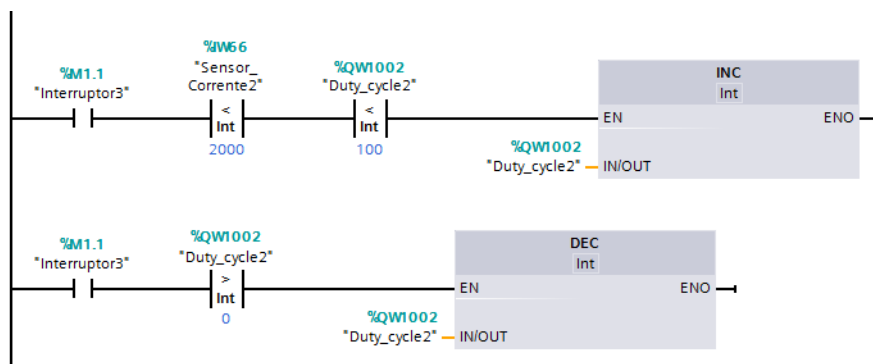 %M1.1
"Interruptor3"
%IW66
"Sensor_
Corrente2"
<
Int
2000
%QW1002
"Duty_cycle2"
<
Int
100
INC
Int
EN
ENO
%QW1002
"Duty_cycle2"
IN/OUT
%M1.1
"Interruptor3"
%QW1002
"Duty_cycle2"
>
Int
0
DEC
Int
EN
ENO
%QW1002
"Duty_cycle2"
IN/OUT